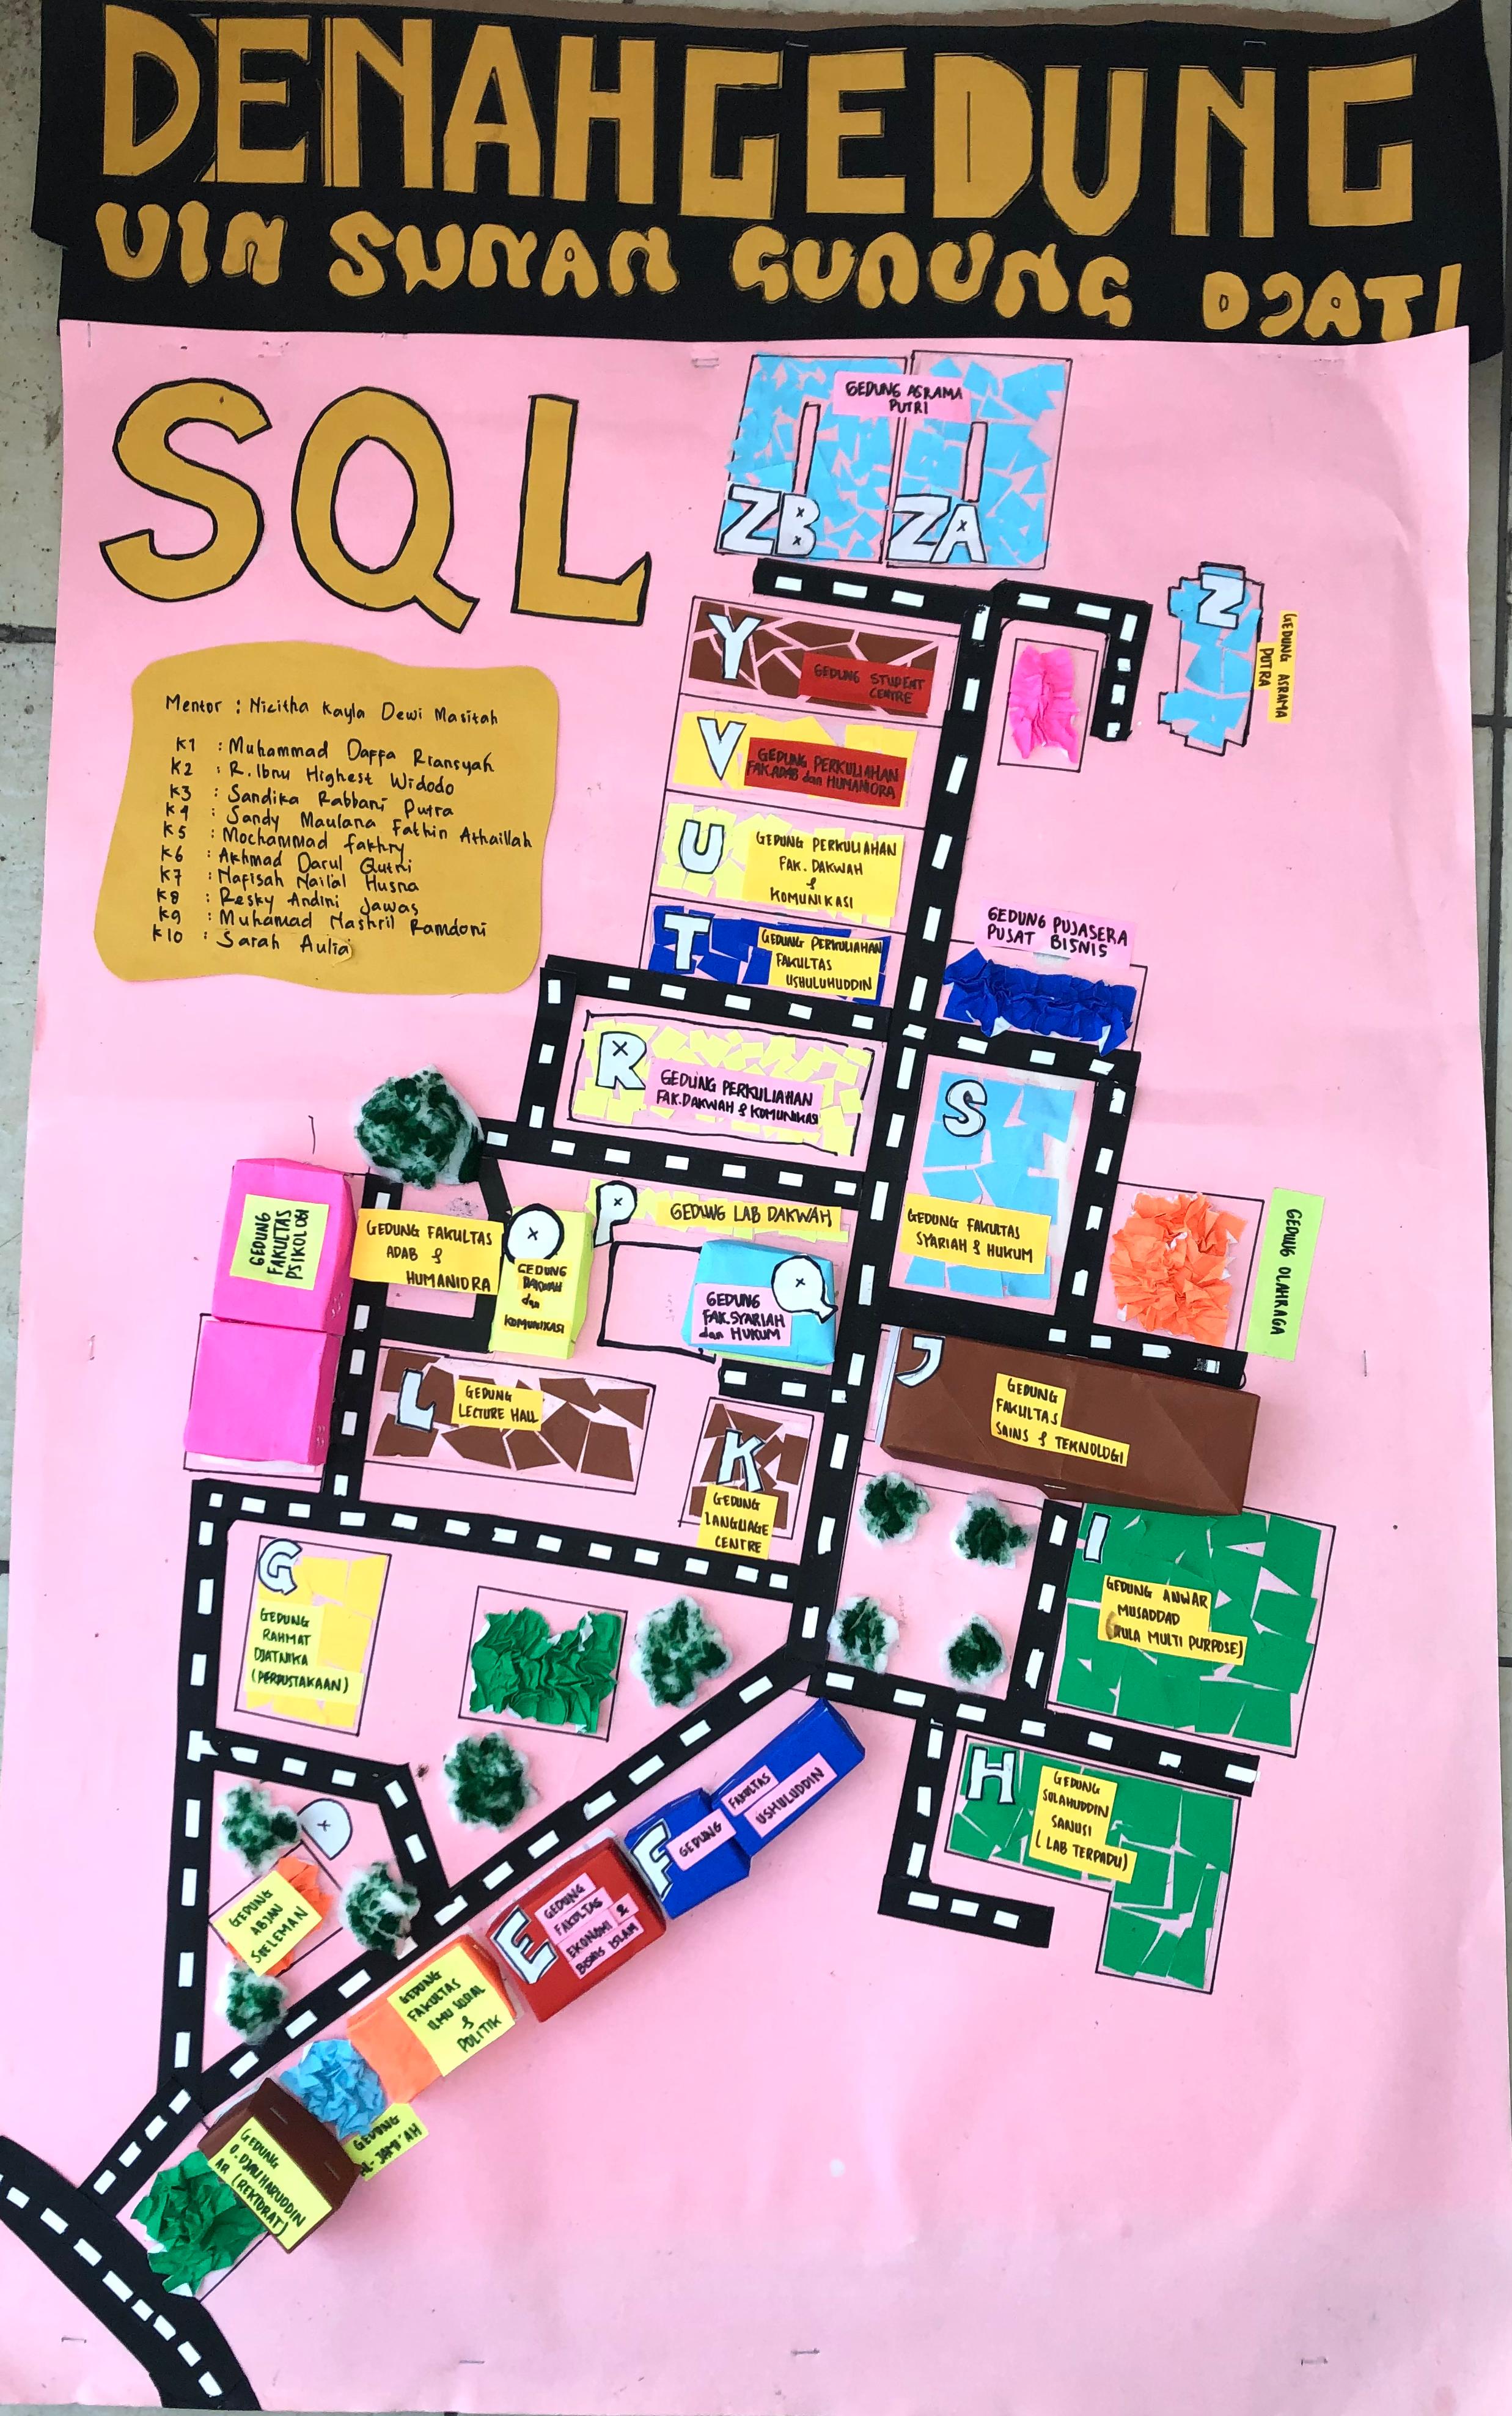 DENAH GEDUNG
UIN SUNAN GUNUNG DJATI
SQL
Mentor : Nicitha Kayla Dewi Masitah
K1 : Muhammad Daffa Riansyah
K2 : R. Ibnu Highest Widodo
K3 : Sandika Rabbani Putra
K4 : Sandy Maulana Fathin Athaillah
K5 : Mochammad Fakhry
K6 : Akhmad Darul Qutni
K7 : Nafisah Nailal Husna
K8 : Resky Andini Jawas
K9 : Muhamad Nashril Ramdoni
K10 : Sarah Aulia
GEDUNG ASRAMA
PUTRI
ZB
ZA
Z
GEDUNG ASRAMA
PUTRA
Y
GEDUNG STUDENT
CENTRE
V
GEDUNG PERKULIAHAN
FAK.ADAB dan HUMANIORA
U
GEDUNG PERKULIAHAN
FAK. DAKWAH
&
KOMUNIKASI
T
GEDUNG PERKULIAHAN
FAKULTAS
USHULUHUDDIN
GEDUNG PUJASERA
PUSAT BISNIS
R
GEDUNG PERKULIAHAN
FAK.DAKWAH & KOMUNIKASI
S
GEDUNG FAKULTAS
SYARIAH & HUKUM
GEDUNG OLAHRAGA
GEDUNG
FAKULTAS
PSIKOLOGI
GEDUNG FAKULTAS
ADAB &
HUMANIORA
O
GEDUNG
DAKWAH
dan
KOMUNIKASI
P
GEDUNG LAB DAKWAH
Q
GEDUNG
FAK.SYARIAH
dan HUKUM
L
GEDUNG
LECTURE HALL
K
GEDUNG
LANGUAGE
CENTRE
J
GEDUNG
FAKULTAS
SAINS & TEKNOLOGI
I
GEDUNG ANWAR
MUSADDAD
(AULA MULTI PURPOSE)
G
GEDUNG
RAHMAT
DJATNIKA
(PERPUSTAKAAN)
H
GEDUNG
SOLAHUDDIN
SANUSI
(LAB TERPADU)
D
GEDUNG
ABJAN
SOELEMAN
F
GEDUNG FAKULTAS
USHULUDDIN
E
GEDUNG
FAKULTAS
EKONOMI &
BISNIS ISLAM
GEDUNG
FAKULTAS
ILMU SOSIAL
&
POLITIK
GEDUNG
AL-JAMI'AH
GEDUNG
O.DJAUHARUDDIN
AR (REKTORAT)